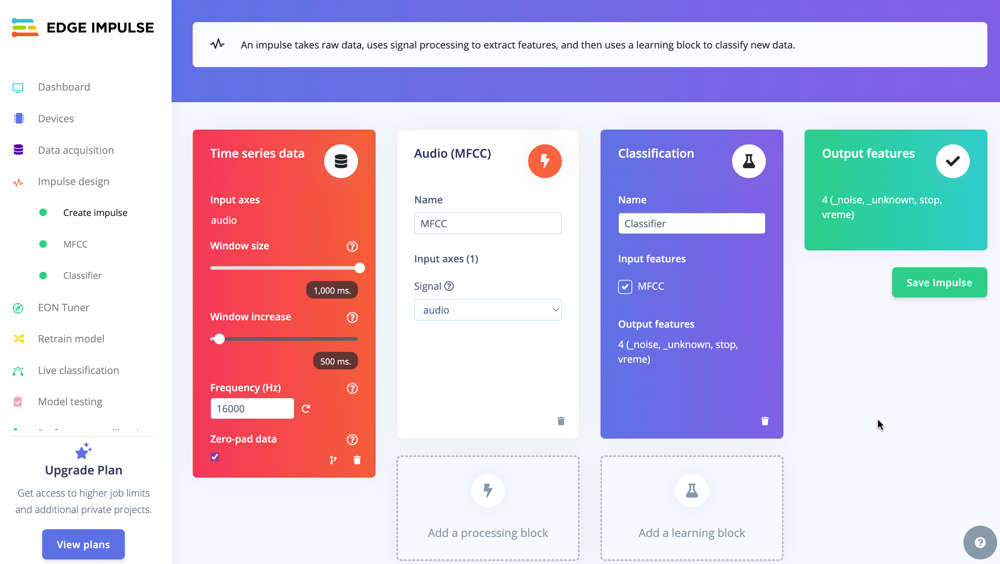 EDGE IMPULSE
Dashboard
Devices
Data acquisition
Impulse design
Create impulse
MFCC
Classifier
EON Tuner
Retrain model
Live classification
Model testing
Upgrade Plan
Get access to higher job limits
and additional private projects.
View plans
An impulse takes raw data, uses signal processing to extract features, and then uses a learning block to classify new data.
Time series data
Input axes
audio
Window size
1,000 ms.
Window increase
500 ms.
Frequency (Hz)
16000
Zero-pad data
Audio (MFCC)
Name
MFCC
Input axes (1)
Signal
audio
Add a processing block
Classification
Name
Classifier
Input features
MFCC
Output features
4 (_noise, _unknown, stop,
vreme)
Add a learning block
Output features
4 (_noise, _unknown, stop,
vreme)
Save Impulse